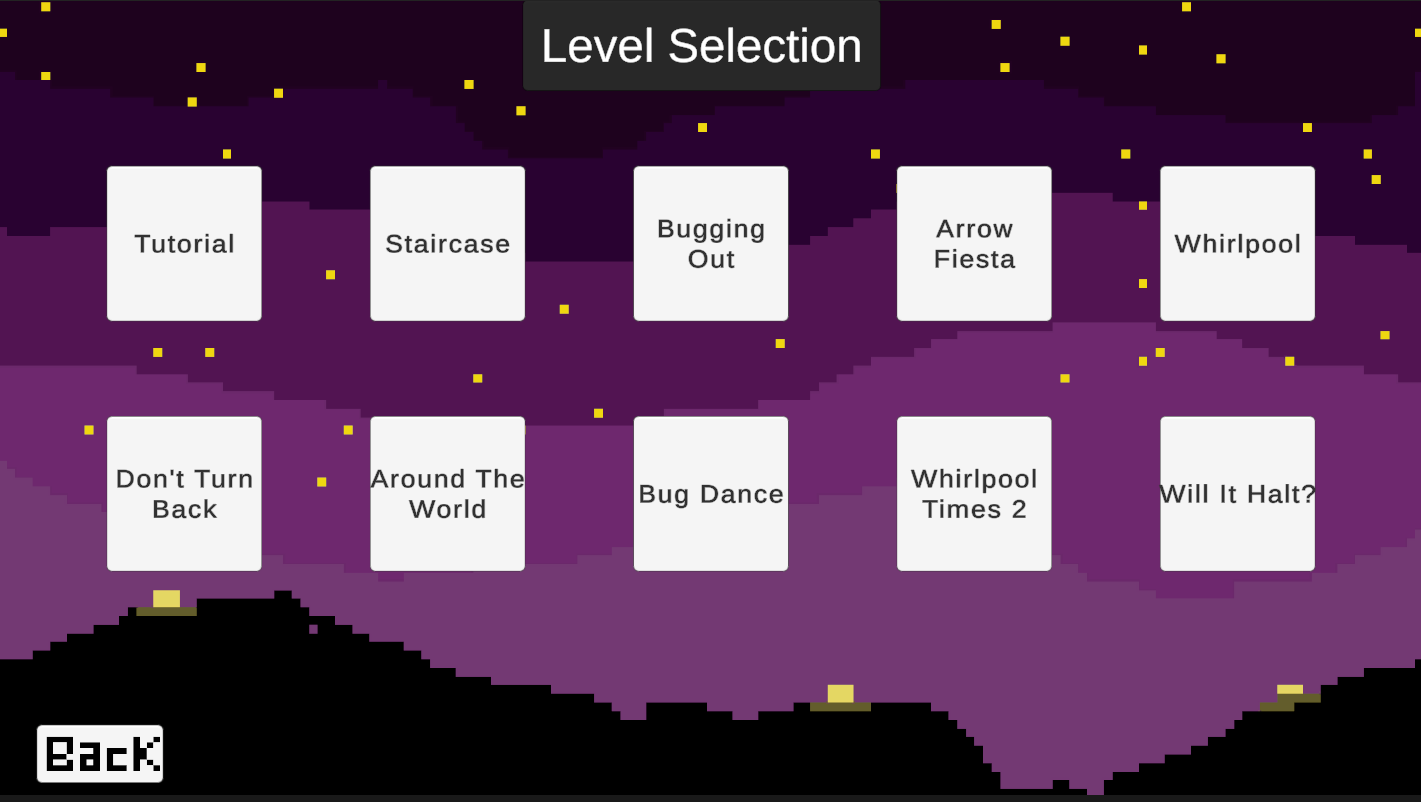 Level Selection
Tutorial
Staircase
Bugging
Out
Arrow
Fiesta
Whirlpool
Don't Turn
Back
Around The
World
Bug Dance
Whirlpool
Times 2
Will It Halt?
Back